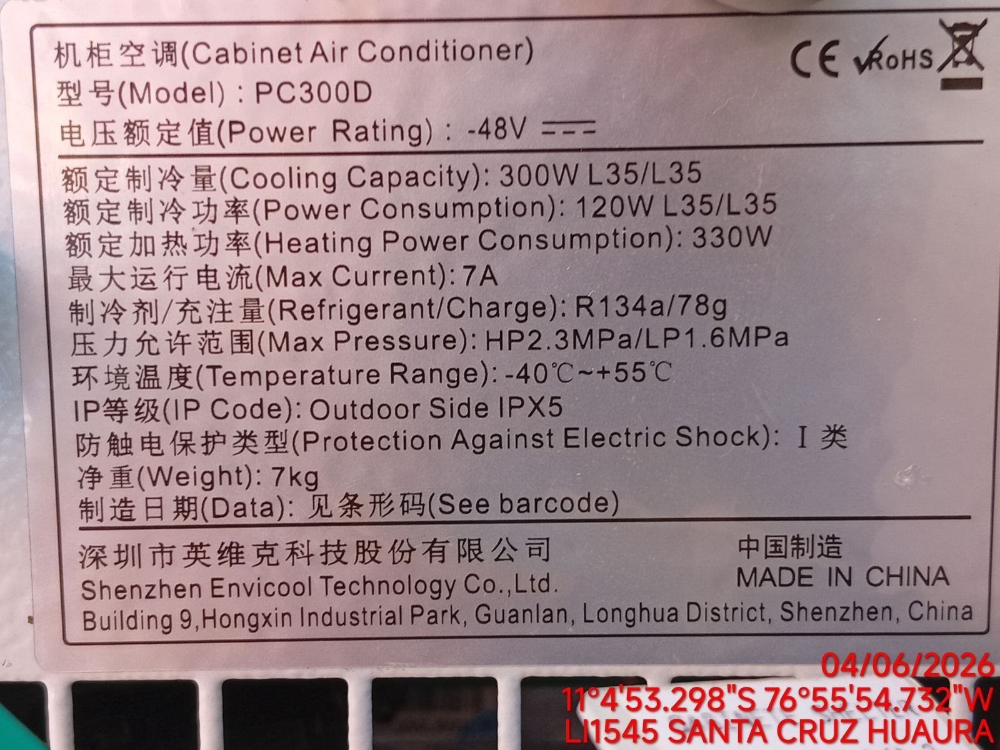 机柜空调(Cabinet Air Conditioner)
CE RoHS
型号(Model) : PC300D
电压额定值(Power Rating) : -48V
额定制冷量(Cooling Capacity): 300W L35/L35
额定制冷功率(Power Consumption): 120W L35/L35
额定加热功率(Heating Power Consumption): 330W
最大运行电流(Max Current): 7A
制冷剂/充注量(Refrigerant/Charge): R134a/78g
压力允许范围(Max Pressure): HP2.3MPa/LP1.6MPa
环境温度(Temperature Range): -40℃~+55℃
IP等级(IP Code): Outdoor Side IPX5
防触电保护类型(Protection Against Electric Shock): I 类
净重(Weight): 7kg
制造日期(Data): 见条形码(See barcode)
深圳市英维克科技股份有限公司
中国制造
Shenzhen Envicool Technology Co.,Ltd.
MADE IN CHINA
Building 9,Hongxin Industrial Park, Guanlan, Longhua District, Shenzhen, China
04/06/2026
11°4'53.298"S 76°55'54.732"W
LI1545 SANTA CRUZ HUAURA